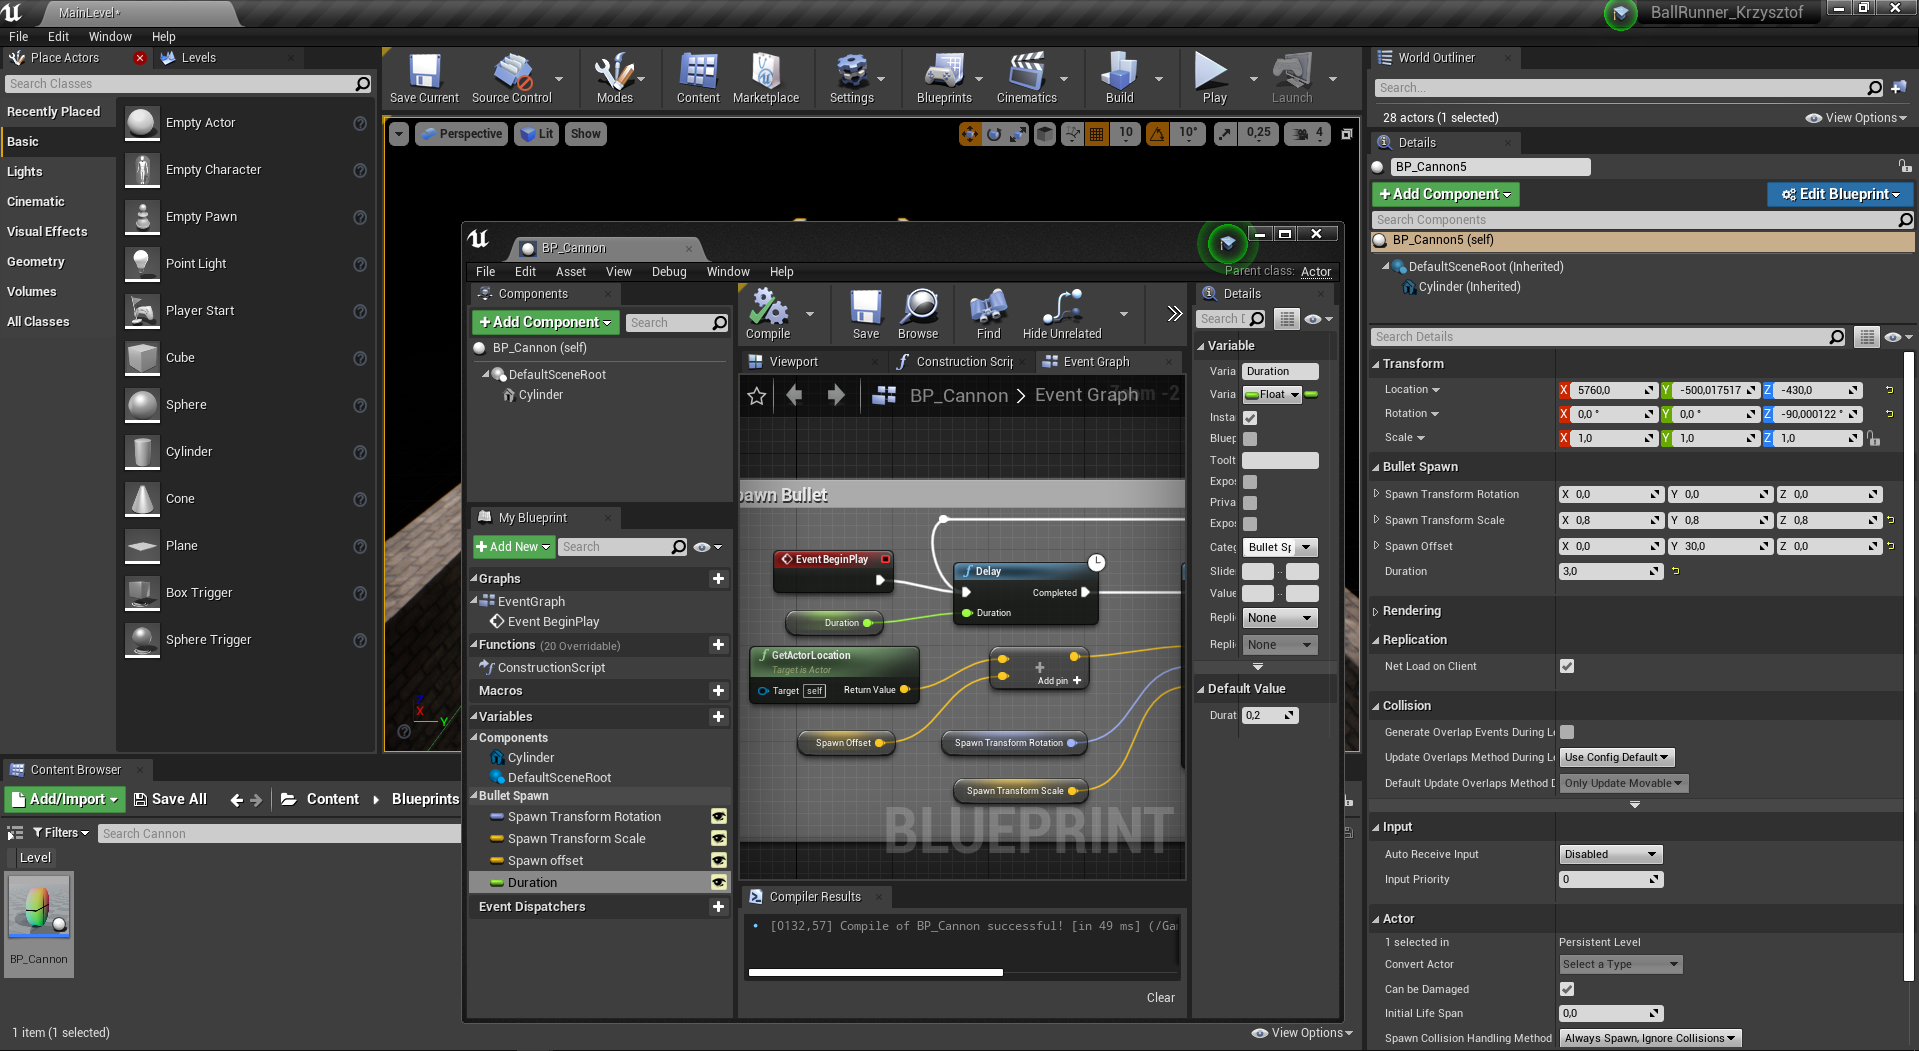 MainLevel*
BallRunner_Krzysztof
File Edit Window Help
Place Actors
Levels
Search Classes
Recently Placed
Basic
Lights
Cinematic
Visual Effects
Geometry
Volumes
All Classes
Empty Actor
Empty Character
Empty Pawn
Point Light
Player Start
Cube
Sphere
Cylinder
Cone
Plane
Box Trigger
Sphere Trigger
Save Current
Source Control
Modes
Content
Marketplace
Settings
Blueprints
Cinematics
Build
Play
Launch
Perspective
Lit
Show
10
10°
0,25
4
X
Y
Content Browser
Add/Import
Save All
Content
Blueprints
Filters
Search Cannon
Level
BP_Cannon
1 item (1 selected)
View Options
BP_Cannon
Parent class: Actor
File Edit Asset View Debug Window Help
Components
+Add Component
Search
BP_Cannon (self)
DefaultSceneRoot
Cylinder
My Blueprint
+Add New
Search
Graphs
EventGraph
Event BeginPlay
Functions (20 Overridable)
ConstructionScript
Macros
Variables
Components
Cylinder
DefaultSceneRoot
Bullet Spawn
Spawn Transform Rotation
Spawn Transform Scale
Spawn offset
Duration
Event Dispatchers
Compile
Save
Browse
Find
Hide Unrelated
Viewport
Construction Scrip
Event Graph
BP_Cannon > Event Graph
Zoom -2
pawn Bullet
Event BeginPlay
Delay
Completed
Duration
Duration
GetActorLocation
Target is Actor
Target self
Return Value
Add pin +
Spawn Offset
Spawn Transform Rotation
Spawn Transform Scale
BLUEPRINT
Compiler Results
[0132,57] Compile of BP_Cannon successful! [in 49 ms] (/Ga
Clear
Details
Search
Variable
Varia Duration
Varia Float
Insta
Bluep
Toolt
Expos
Priva
Expos
Categ Bullet Sp
Slide
Value
Repli None
Repli None
Default Value
Durat 0,2
World Outliner
Search...
28 actors (1 selected)
View Options
Details
BP_Cannon5
+Add Component
Edit Blueprint
Search Components
BP_Cannon5 (self)
DefaultSceneRoot (Inherited)
Cylinder (Inherited)
Search Details
Transform
Location X 5760,0 Y -500,017517 Z -430,0
Rotation X 0,0 ° Y 0,0 ° Z -90,000122 °
Scale X 1,0 Y 1,0 Z 1,0
Bullet Spawn
Spawn Transform Rotation X 0,0 Y 0,0 Z 0,0
Spawn Transform Scale X 0,8 Y 0,8 Z 0,8
Spawn Offset X 0,0 Y 30,0 Z 0,0
Duration 3,0
Rendering
Replication
Net Load on Client
Collision
Generate Overlap Events During Le
Update Overlaps Method During Le Use Config Default
Default Update Overlaps Method D Only Update Movable
Input
Auto Receive Input Disabled
Input Priority 0
Actor
1 selected in Persistent Level
Convert Actor Select a Type
Can be Damaged
Initial Life Span 0,0
Spawn Collision Handling Method Always Spawn, Ignore Collisions